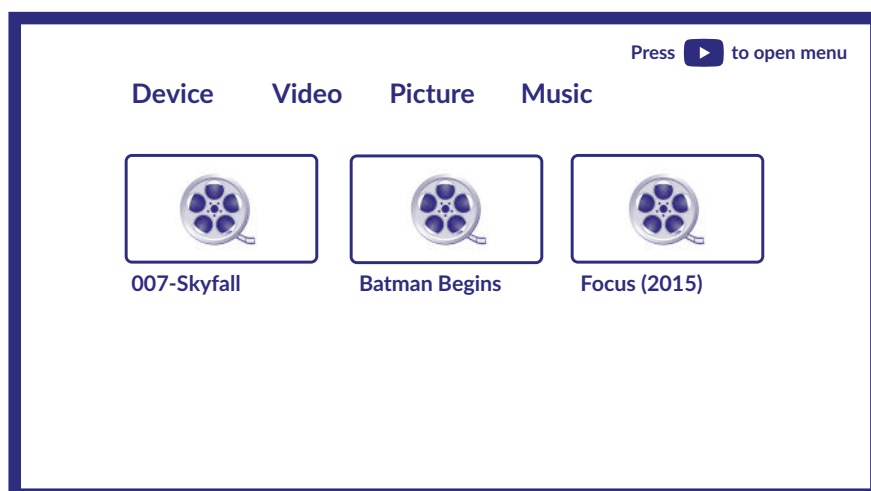 Press to open menu
Device Video Picture Music
007-Skyfall Batman Begins Focus (2015)